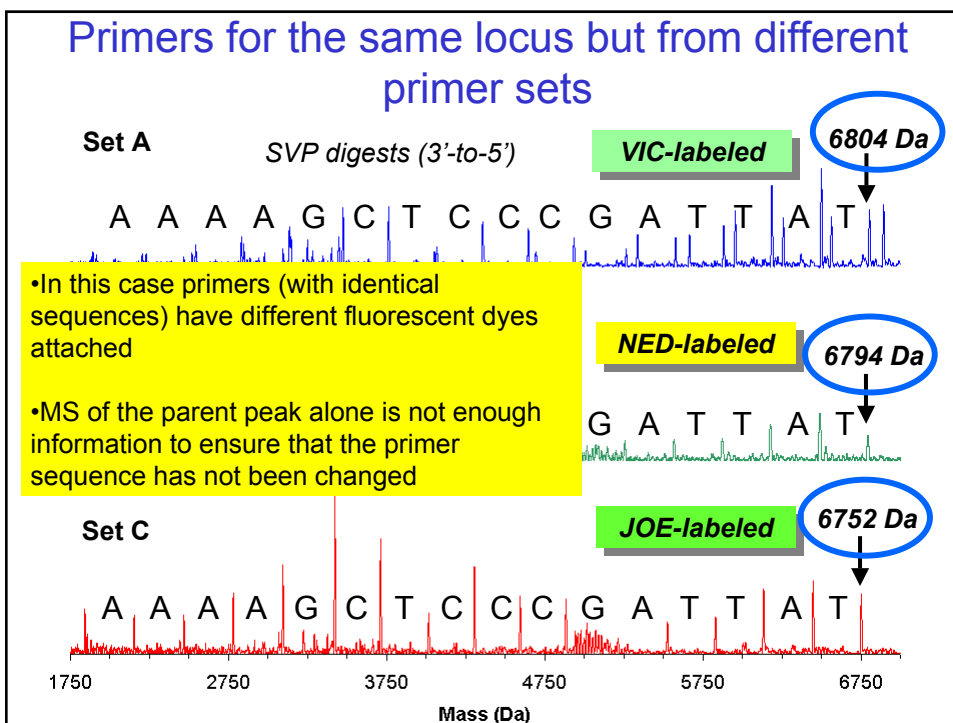 Primers for the same locus but from different
primer sets
Set A
SVP digests (3'-to-5')
VIC-labeled
6804 Da
A A A A G C T C C C G A T T A T
•In this case primers (with identical
sequences) have different fluorescent dyes
attached
•MS of the parent peak alone is not enough
information to ensure that the primer
sequence has not been changed
NED-labeled
6794 Da
G A T T A T
Set C
JOE-labeled
6752 Da
A A A A G C T C C C G A T T A T
1750 2750 3750 4750 5750 6750
Mass (Da)